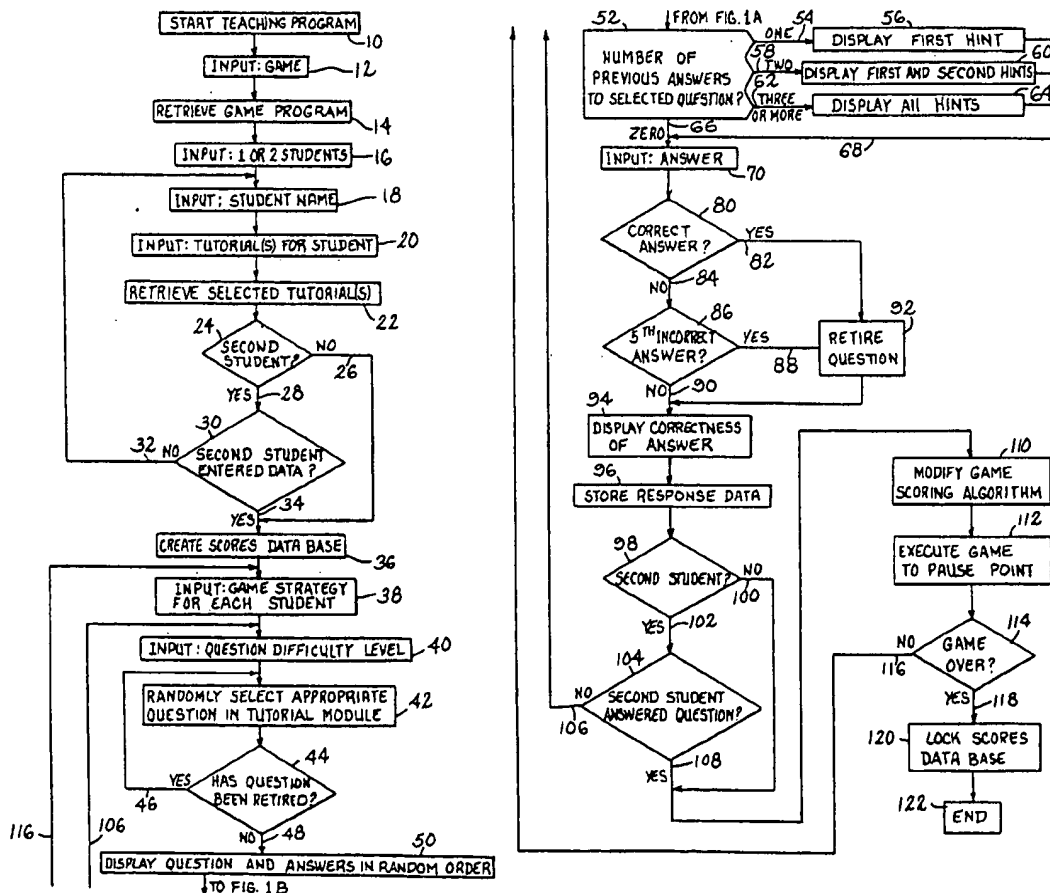 START TEACHING PROGRAM
10
INPUT: GAME
12
RETRIEVE GAME PROGRAM
14
INPUT: 1 OR 2 STUDENTS
16
INPUT: STUDENT NAME
18
INPUT: TUTORIAL(S) FOR STUDENT
20
RETRIEVE SELECTED TUTORIAL(S)
22
24
SECOND
STUDENT?
NO
26
YES
28
30
32 NO
SECOND STUDENT
ENTERED DATA?
34
YES
CREATE SCORES DATA BASE
36
INPUT: GAME STRATEGY
FOR EACH STUDENT
38
INPUT: QUESTION DIFFICULTY LEVEL
40
RANDOMLY SELECT APPROPRIATE
QUESTION IN TUTORIAL MODULE
42
44
YES
46
HAS QUESTION
BEEN RETIRED?
116
106
NO
48
50
DISPLAY QUESTION AND ANSWERS IN RANDOM ORDER
TO FIG. 1B
52
FROM FIG. 1A
NUMBER OF
PREVIOUS ANSWERS
TO SELECTED QUESTION?
ONE
54
56
DISPLAY FIRST HINT
58
TWO
60
DISPLAY FIRST AND SECOND HINTS
62
THREE
OR MORE
64
DISPLAY ALL HINTS
66
ZERO
68
INPUT: ANSWER
70
80
CORRECT
ANSWER?
YES
82
84
NO
86
5TH INCORRECT
ANSWER?
YES
88
92
RETIRE
QUESTION
NO
90
94
DISPLAY CORRECTNESS
OF ANSWER
96
STORE RESPONSE DATA
98
SECOND STUDENT?
NO
100
YES
102
104
NO
106
SECOND STUDENT
ANSWERED QUESTION?
108
YES
110
MODIFY GAME
SCORING ALGORITHM
112
EXECUTE GAME
TO PAUSE POINT
114
NO
116
GAME
OVER?
YES
118
120
LOCK SCORES
DATA BASE
122
END